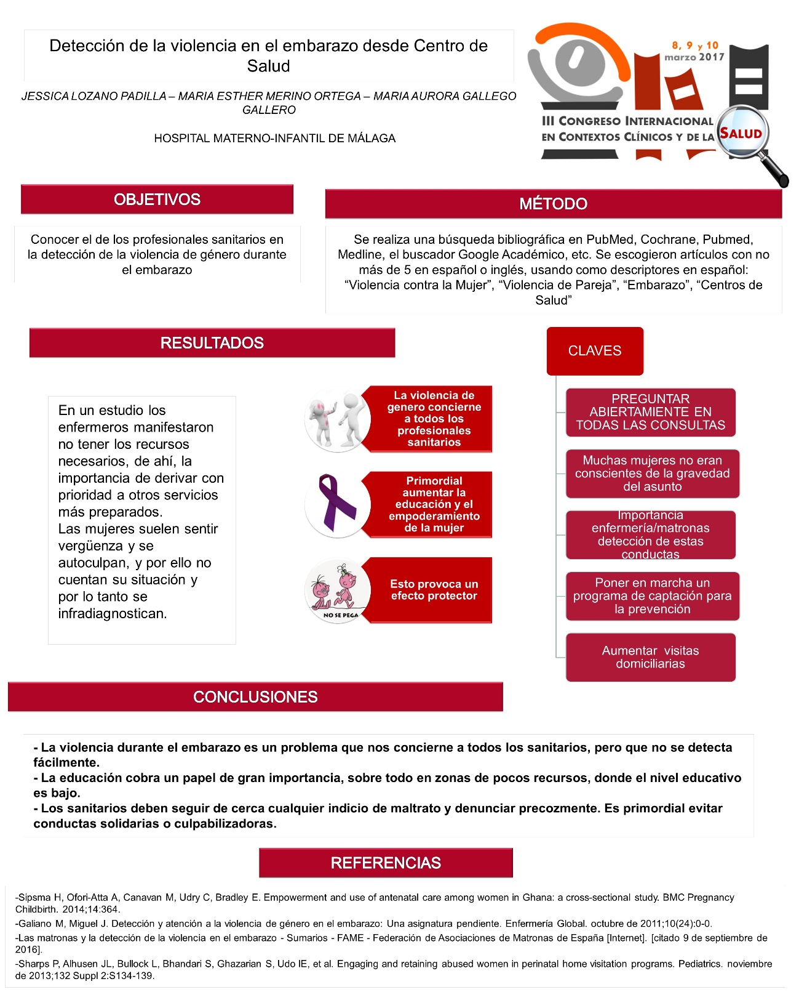 Detección de la violencia en el embarazo desde Centro de
Salud
JESSICA LOZANO PADILLA – MARIA ESTHER MERINO ORTEGA – MARIA AURORA GALLEGO
GALLERO
HOSPITAL MATERNO-INFANTIL DE MÁLAGA
8, 9 y 10
marzo 2017
III CONGRESO INTERNACIONAL
EN CONTEXTOS CLÍNICOS Y DE LA SALUD
OBJETIVOS
Conocer el de los profesionales sanitarios en
la detección de la violencia de género durante
el embarazo
MÉTODO
Se realiza una búsqueda bibliográfica en PubMed, Cochrane, Pubmed,
Medline, el buscador Google Académico, etc. Se escogieron artículos con no
más de 5 en español o inglés, usando como descriptores en español:
“Violencia contra la Mujer”, “Violencia de Pareja”, “Embarazo”, “Centros de
Salud”
RESULTADOS
En un estudio los
enfermeros manifestaron
no tener los recursos
necesarios, de ahí, la
importancia de derivar con
prioridad a otros servicios
más preparados.
Las mujeres suelen sentir
vergüenza y se
autoculpan, y por ello no
cuentan su situación y
por lo tanto se
infradiagnostican.
La violencia de
genero concierne
a todos los
profesionales
sanitarios
Primordial
aumentar la
educación y el
empoderamiento
de la mujer
NO SE PEGA
Esto provoca un
efecto protector
CLAVES
PREGUNTAR
ABIERTAMIENTE EN
TODAS LAS CONSULTAS
Muchas mujeres no eran
conscientes de la gravedad
del asunto
Importancia
enfermería/matronas
detección de estas
conductas
Poner en marcha un
programa de captación para
la prevención
Aumentar visitas
domiciliarias
CONCLUSIONES
- La violencia durante el embarazo es un problema que nos concierne a todos los sanitarios, pero que no se detecta
fácilmente.
- La educación cobra un papel de gran importancia, sobre todo en zonas de pocos recursos, donde el nivel educativo
es bajo.
- Los sanitarios deben seguir de cerca cualquier indicio de maltrato y denunciar precozmente. Es primordial evitar
conductas solidarias o culpabilizadoras.
REFERENCIAS
-Sipsma H, Ofori-Atta A, Canavan M, Udry C, Bradley E. Empowerment and use of antenatal care among women in Ghana: a cross-sectional study. BMC Pregnancy
Childbirth. 2014;14:364.
-Galiano M, Miguel J. Detección y atención a la violencia de género en el embarazo: Una asignatura pendiente. Enfermería Global. octubre de 2011;10(24):0-0.
-Las matronas y la detección de la violencia en el embarazo - Sumarios - FAME - Federación de Asociaciones de Matronas de España [Internet]. [citado 9 de septiembre de
2016].
-Sharps P, Alhusen JL, Bullock L, Bhandari S, Ghazarian S, Udo IE, et al. Engaging and retaining abused women in perinatal home visitation programs. Pediatrics. noviembre
de 2013;132 Suppl 2:S134-139.